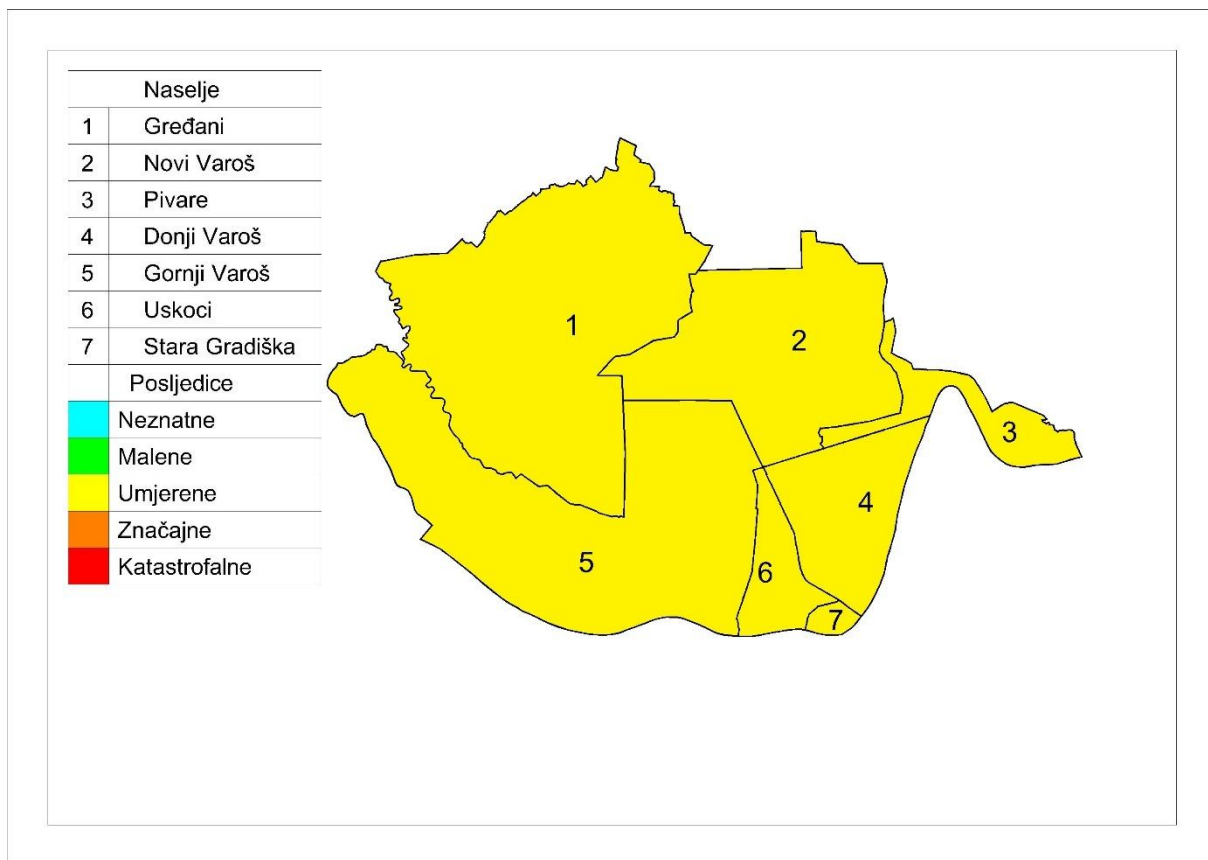 Naselje
1 Gređani
2 Novi Varoš
3 Pivare
4 Donji Varoš
5 Gornji Varoš
6 Uskoci
7 Stara Gradiška
Posljedice
Neznatne
Malene
Umjerene
Značajne
Katastrofalne
1
2
3
4
5
6
7